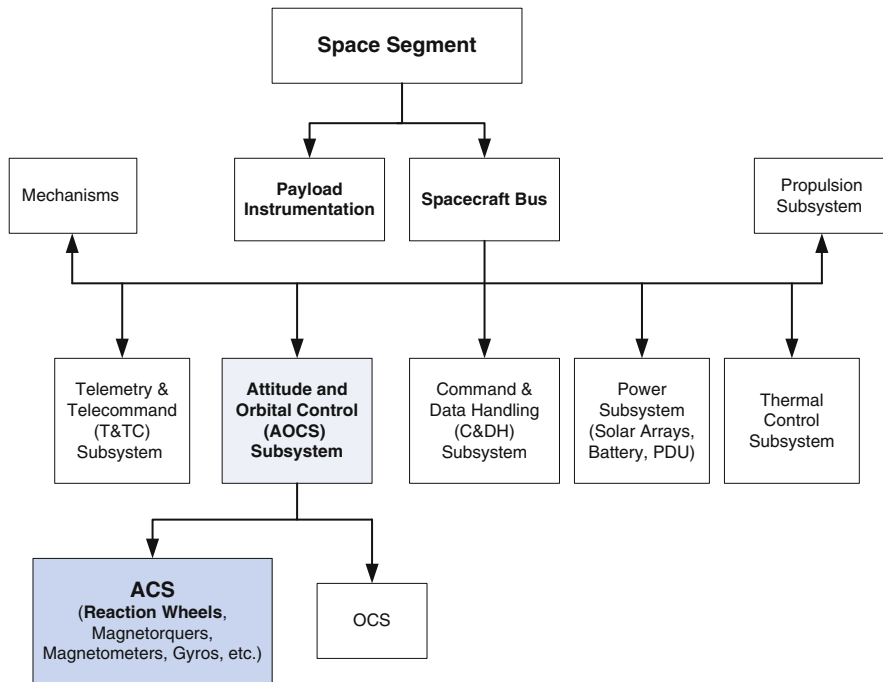 Space Segment
Mechanisms
Payload
Instrumentation
Spacecraft Bus
Propulsion
Subsystem
Telemetry &
Telecommand
(T&TC)
Subsystem
Attitude and
Orbital Control
(AOCS)
Subsystem
Command &
Data Handling
(C&DH)
Subsystem
Power
Subsystem
(Solar Arrays,
Battery, PDU)
Thermal
Control
Subsystem
ACS
(Reaction Wheels,
Magnetorquers,
Magnetometers, Gyros, etc.)
OCS